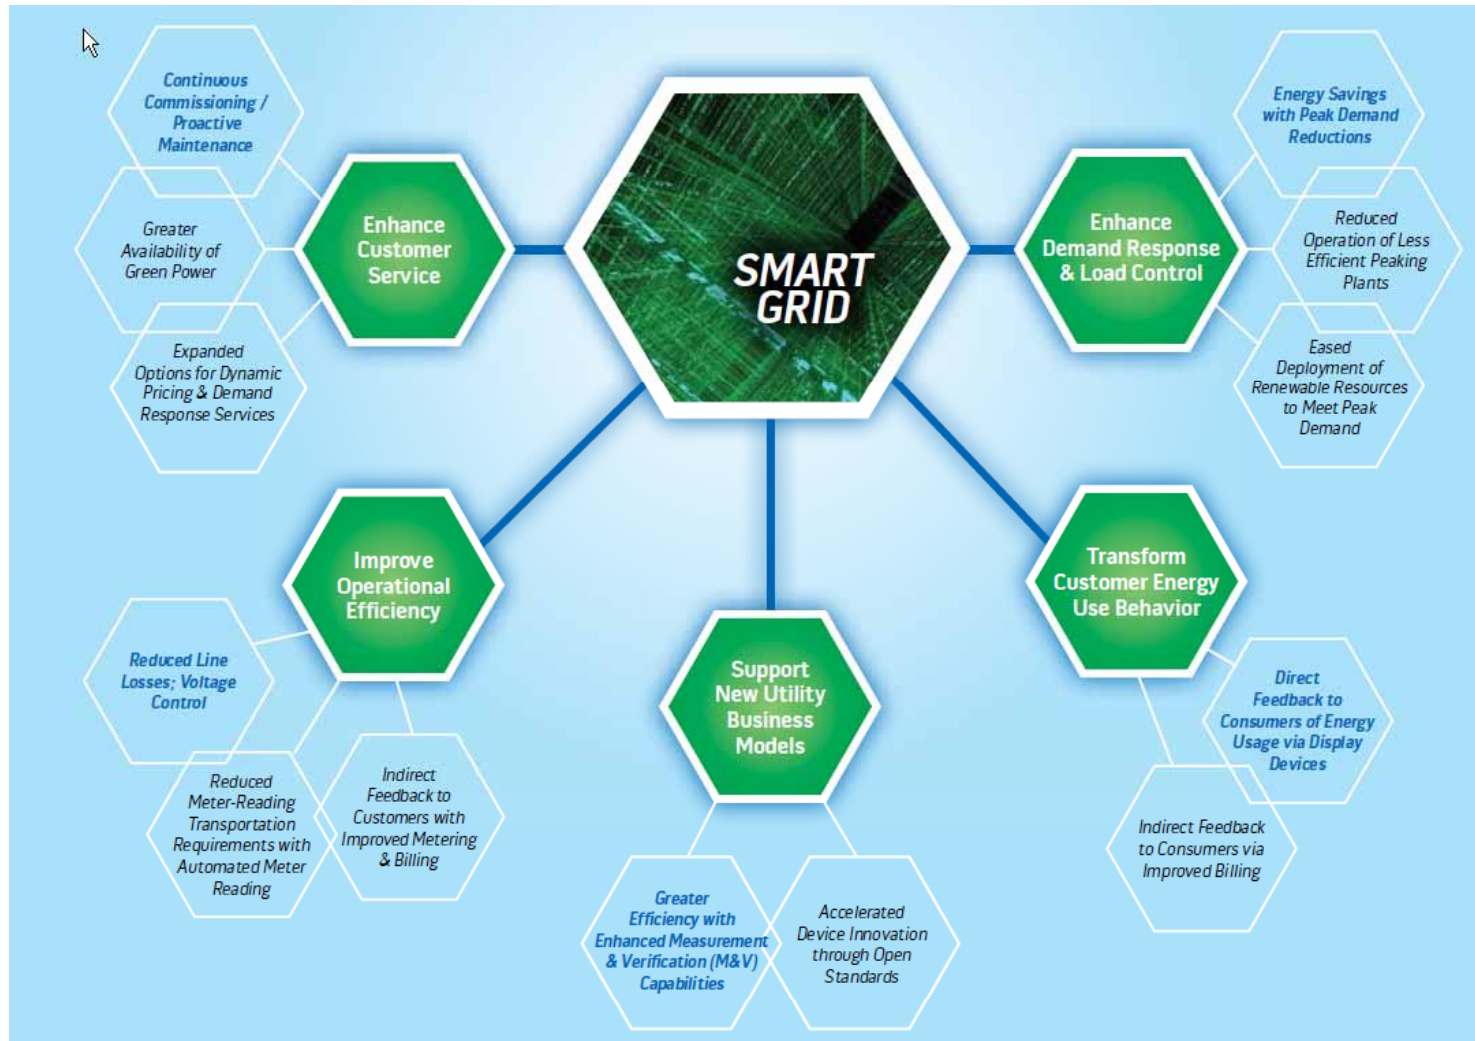 Continuous
Commissioning /
Proactive
Maintenance
Greater
Availability of
Green Power
Expanded
Options for Dynamic
Pricing & Demand
Response Services
Enhance
Customer
Service
SMART
GRID
Enhance
Demand Response
& Load Control
Energy Savings
with Peak Demand
Reductions
Reduced
Operation of Less
Efficient Peaking
Plants
Eased
Deployment of
Renewable Resources
to Meet Peak
Demand
Improve
Operational
Efficiency
Reduced Line
Losses; Voltage
Control
Reduced
Meter-Reading
Transportation
Requirements with
Automated Meter
Reading
Indirect
Feedback to
Customers with
Improved Metering
& Billing
Support
New Utility
Business
Models
Greater
Efficiency with
Enhanced Measurement
& Verification (M&V)
Capabilities
Accelerated
Device Innovation
through Open
Standards
Transform
Customer Energy
Use Behavior
Direct
Feedback to
Consumers of Energy
Usage via Display
Devices
Indirect Feedback
to Consumers via
Improved Billing